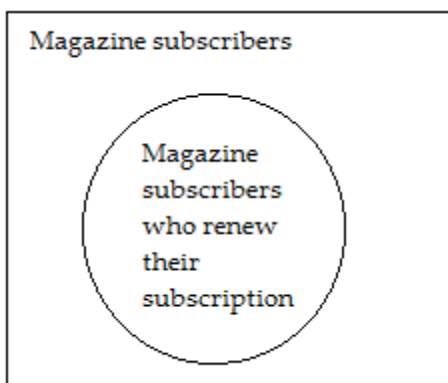 Magazine subscribers
Magazine
subscribers
who renew
their
subscription